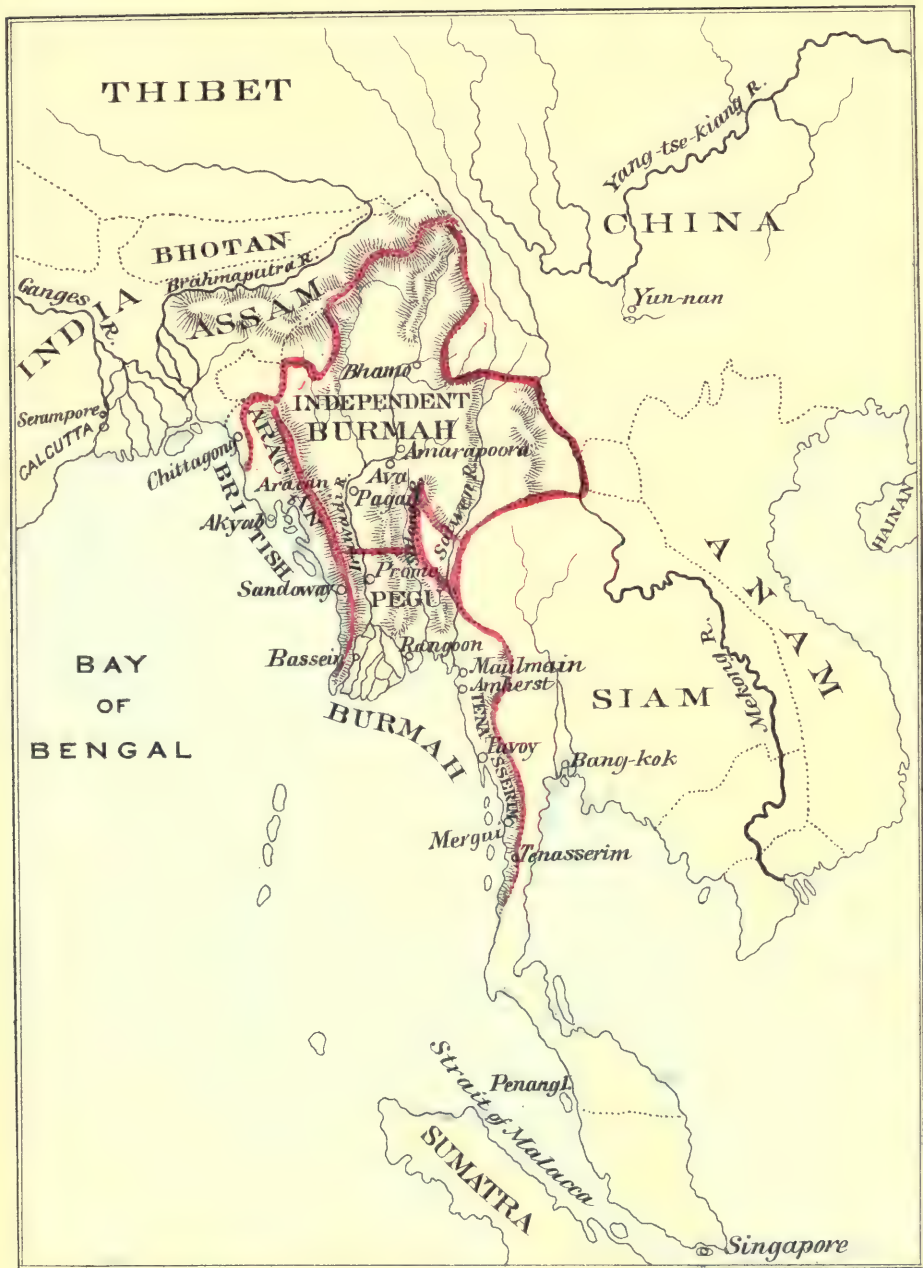 THIBET
Yang-tse-kiang R.
CHINA
BHOTAN
Brahmaputra R.
Ganges R.
INDIA
ASSAM
Yun-nan
Bhamo
Serampore
CALCUTTA
INDEPENDENT
BURMAH
Chittagong
ARACAN
Amarapoora
Ava
Aracan
Pagan
Salwen R.
HAINAN
Akyab
BRITISH
BURMAH
ANAM
Prome
Sandoway
PEGU
Bassein
Rangoon
Maulmain
Amherst
BAY
OF
BENGAL
SIAM
Mekong R.
TENASSERIM
Tavoy
Bang-kok
Mergui
Tenasserim
Strait of Malacca
Penang I.
SUMATRA
Singapore